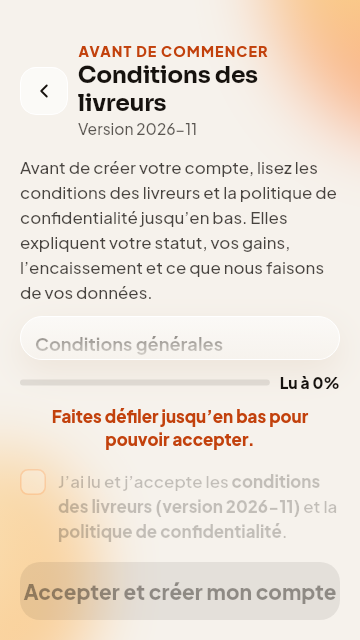 AVANT DE COMMENCER
Conditions des
livreurs
Version 2026–11
Avant de créer votre compte, lisez les
conditions des livreurs et la politique de
confidentialité jusqu’en bas. Elles
expliquent votre statut, vos gains,
l’encaissement et ce que nous faisons
de vos données.
Conditions générales
Lu à 0%
Faites défiler jusqu’en bas pour
pouvoir accepter.
J’ai lu et j’accepte les conditions
des livreurs (version 2026–11) et la
politique de confidentialité.
Accepter et créer mon compte